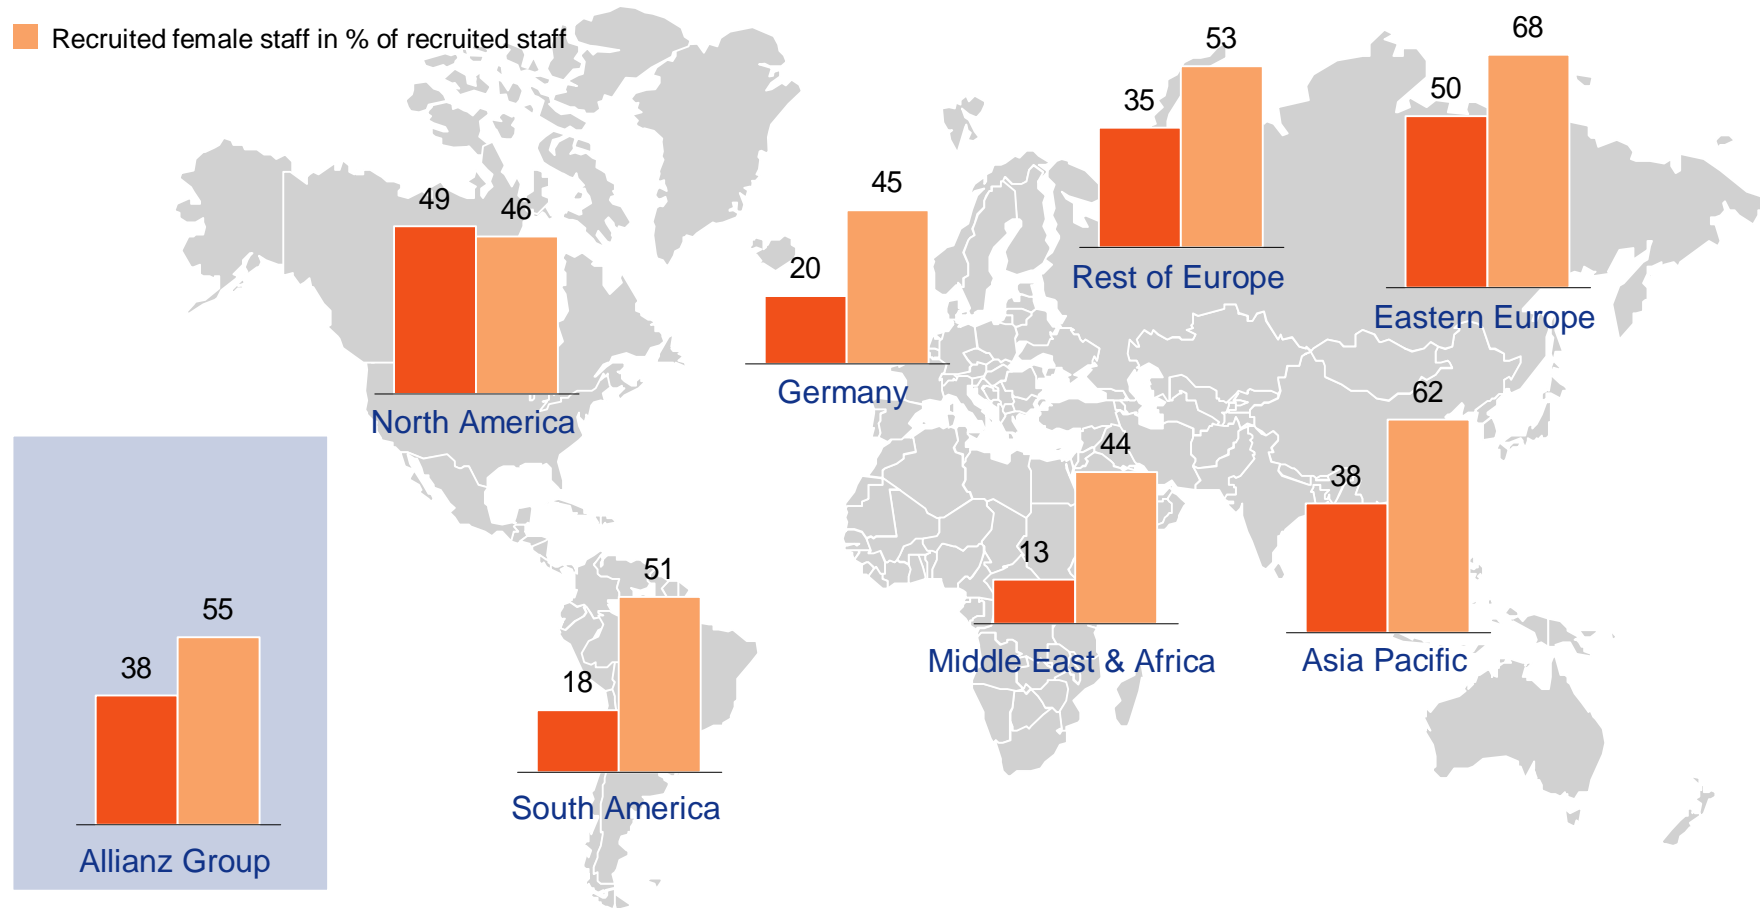 Recruited female staff in % of recruited staff
49
46
North America
20
45
Germany
35
53
Rest of Europe
50
68
Eastern Europe
38
55
Allianz Group
18
51
South America
13
44
Middle East & Africa
38
62
Asia Pacific